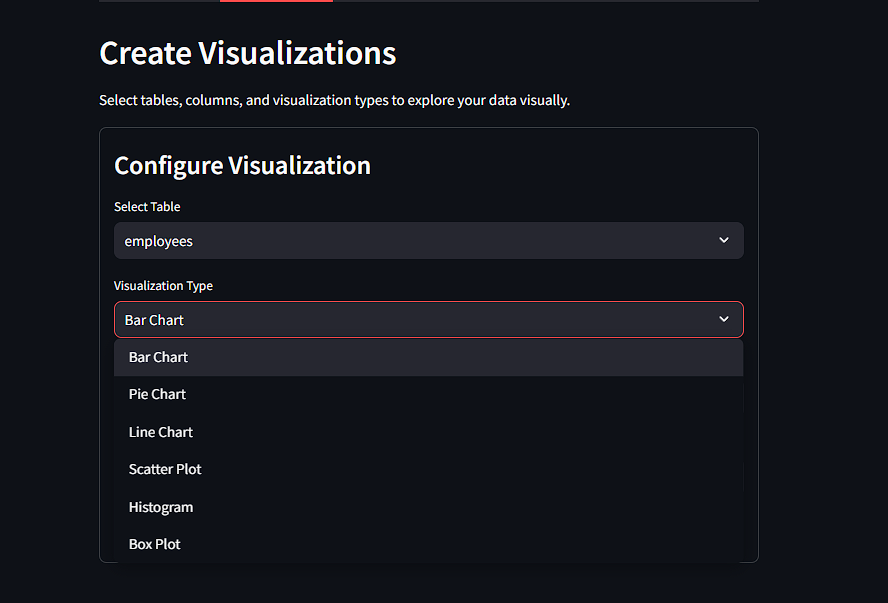 Create Visualizations
Select tables, columns, and visualization types to explore your data visually.
Configure Visualization
Select Table
employees
Visualization Type
Bar Chart
Bar Chart
Pie Chart
Line Chart
Scatter Plot
Histogram
Box Plot